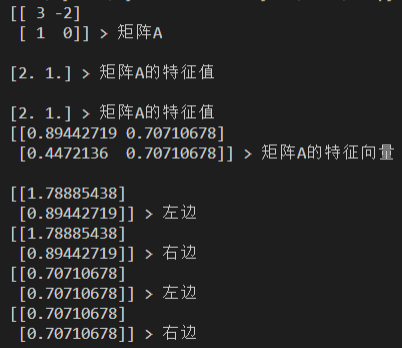 [[ 3 -2]
 [ 1  0]] > 矩阵A
[2. 1.] > 矩阵A的特征值
[2. 1.] > 矩阵A的特征值
[[0.89442719 0.70710678]
 [0.4472136  0.70710678]] > 矩阵A的特征向量
[[1.78885438]
 [0.89442719]] > 左边
[[1.78885438]
 [0.89442719]] > 右边
[[0.70710678]
 [0.70710678]] > 左边
[[0.70710678]
 [0.70710678]] > 右边